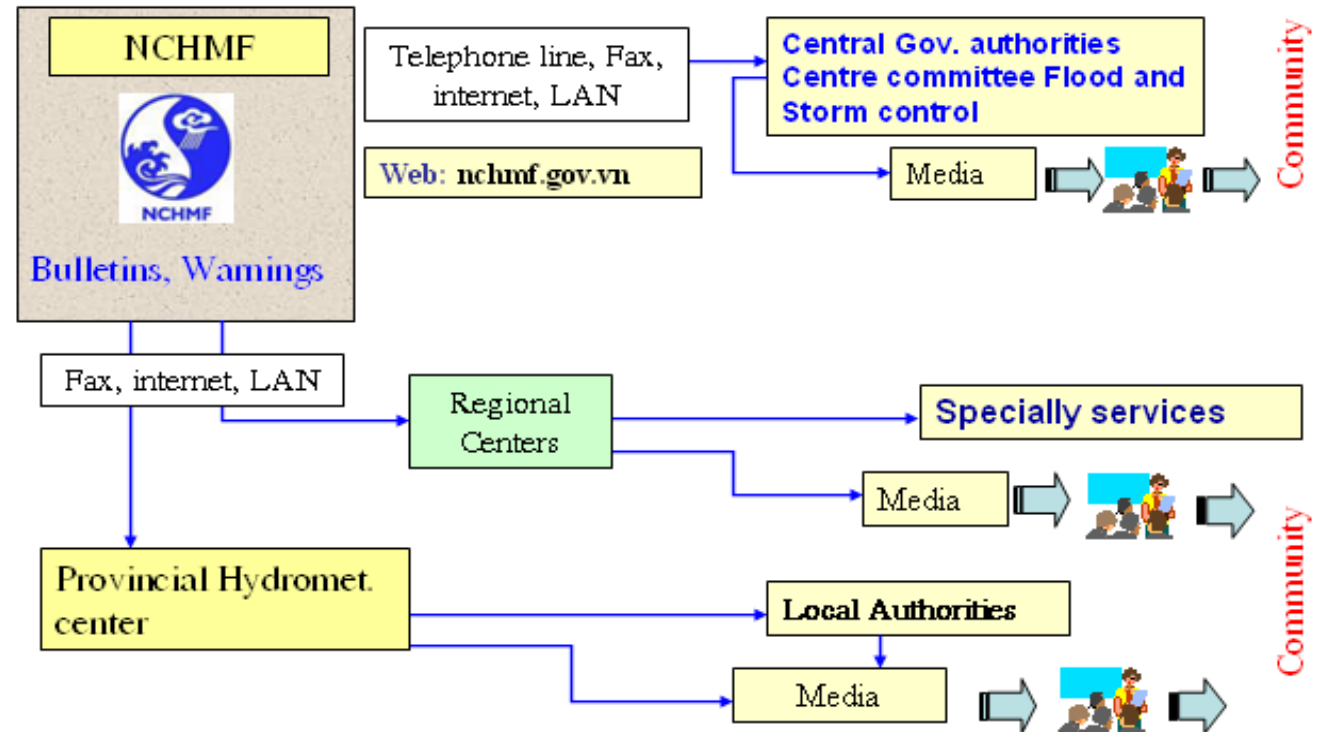 NCHMF
NCHMF
Bulletins, Warnings
Telephone line, Fax,
internet, LAN
Web: nchmf.gov.vn
Central Gov. authorities
Centre committee Flood and
Storm control
Media
Community
Fax, internet, LAN
Regional
Centers
Specially services
Media
Provincial Hydromet.
center
Local Authorities
Media
Community